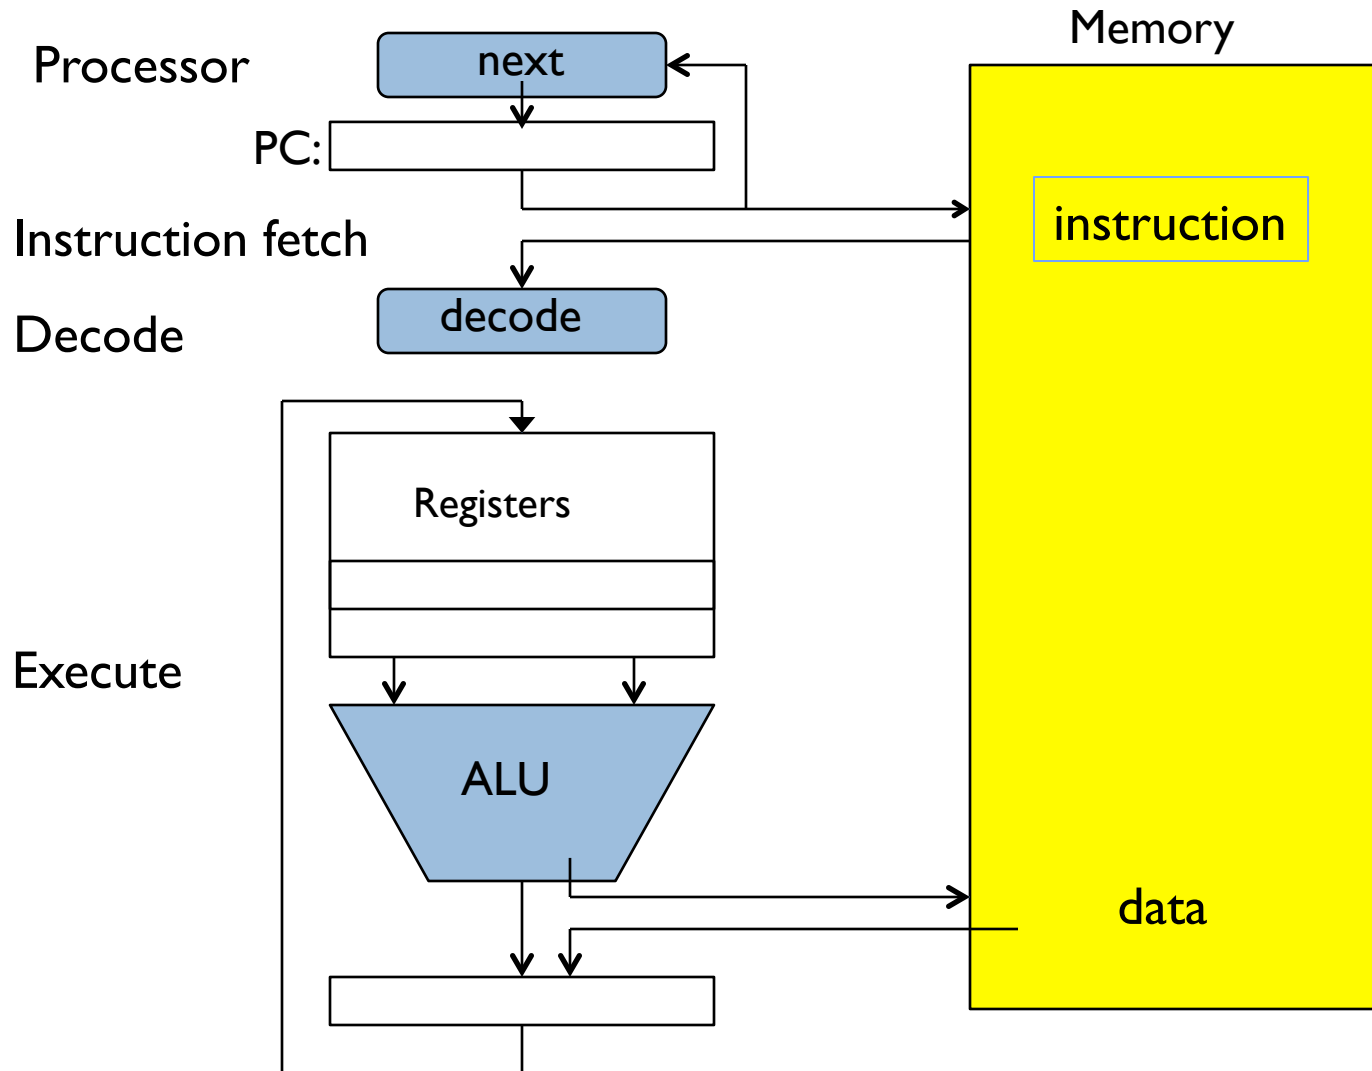 Memory
Processor
next
PC:
instruction
Instruction fetch
decode
Decode
Registers
Execute
ALU
data